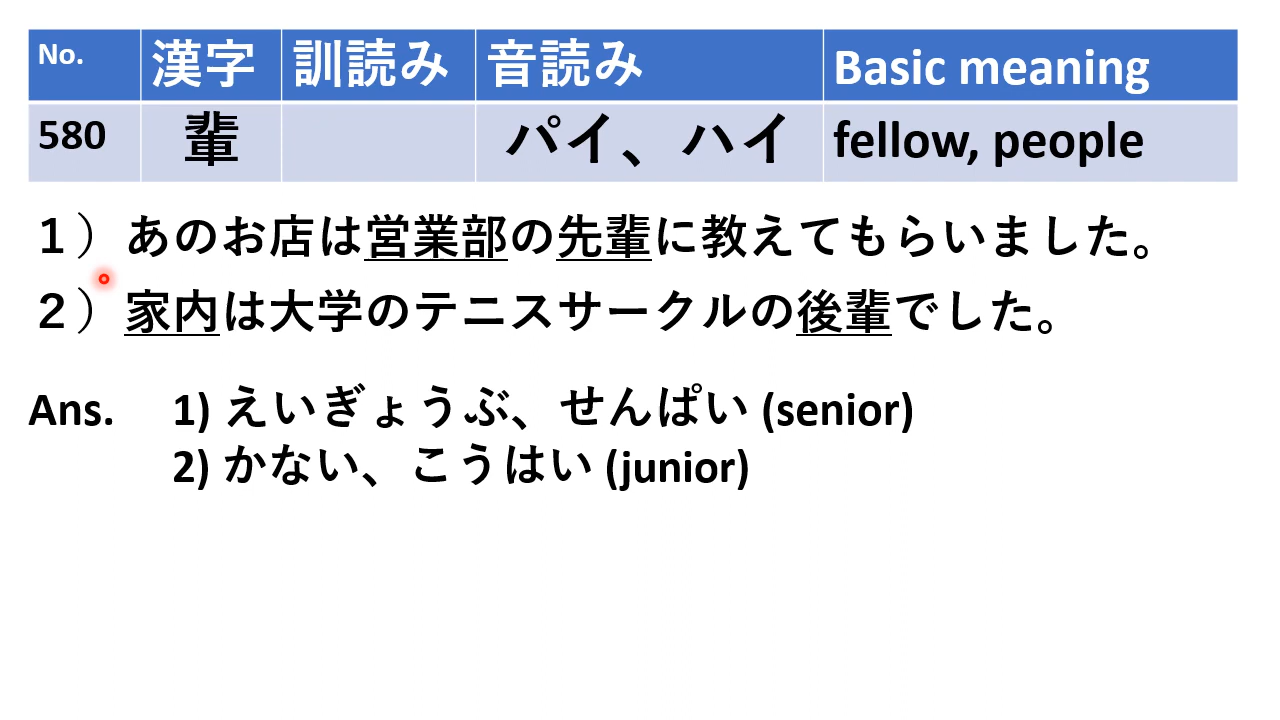 No. 漢字 訓読み 音読み Basic meaning
580 輩 パイ、ハイ fellow, people
１）あのお店は営業部の先輩に教えてもらいました。
２）家内は大学のテニスサークルの後輩でした。
Ans. 1) えいぎょうぶ、せんぱい (senior)
2) かない、こうはい (junior)